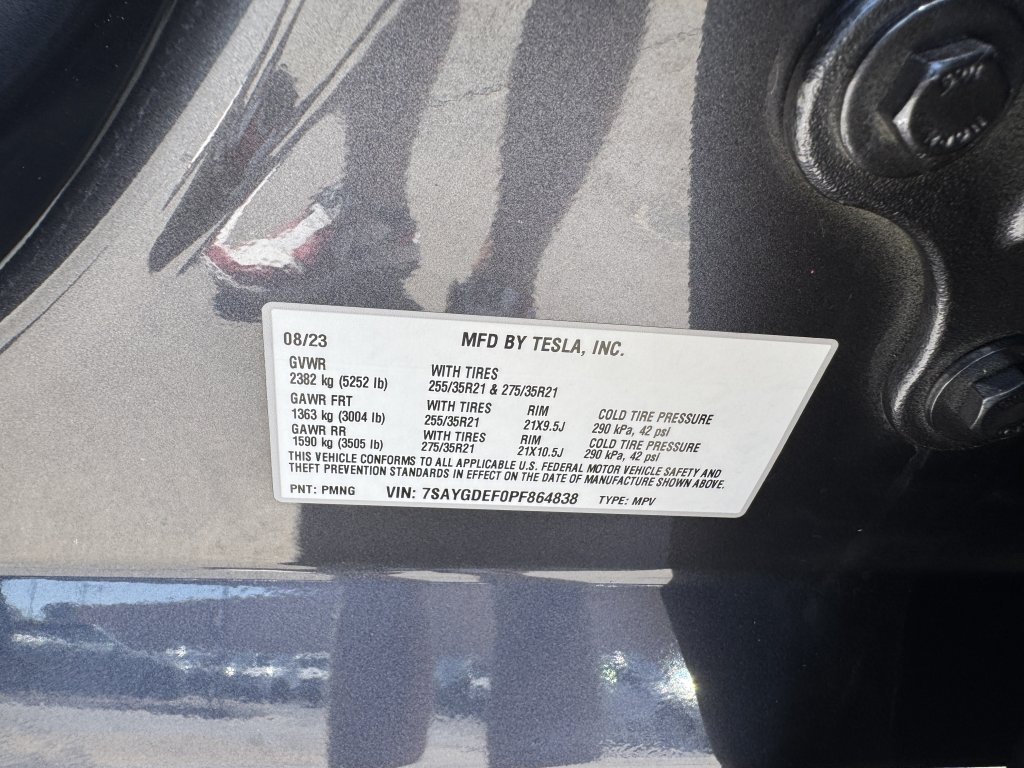 08/23 MFD BY TESLA, INC.
GVWR
2382 kg (5252 lb)
WITH TIRES
255/35R21 & 275/35R21
GAWR FRT
1363 kg (3004 lb)
WITH TIRES
255/35R21
RIM
21X9.5J
COLD TIRE PRESSURE
290 kPa, 42 psi
GAWR RR
1590 kg (3505 lb)
WITH TIRES
275/35R21
RIM
21X10.5J
COLD TIRE PRESSURE
290 kPa, 42 psi
THIS VEHICLE CONFORMS TO ALL APPLICABLE U.S. FEDERAL MOTOR VEHICLE SAFETY AND
THEFT PREVENTION STANDARDS IN EFFECT ON THE DATE OF MANUFACTURE SHOWN ABOVE.
PNT: PMNG VIN: 7SAYGDEF0PF864838 TYPE: MPV